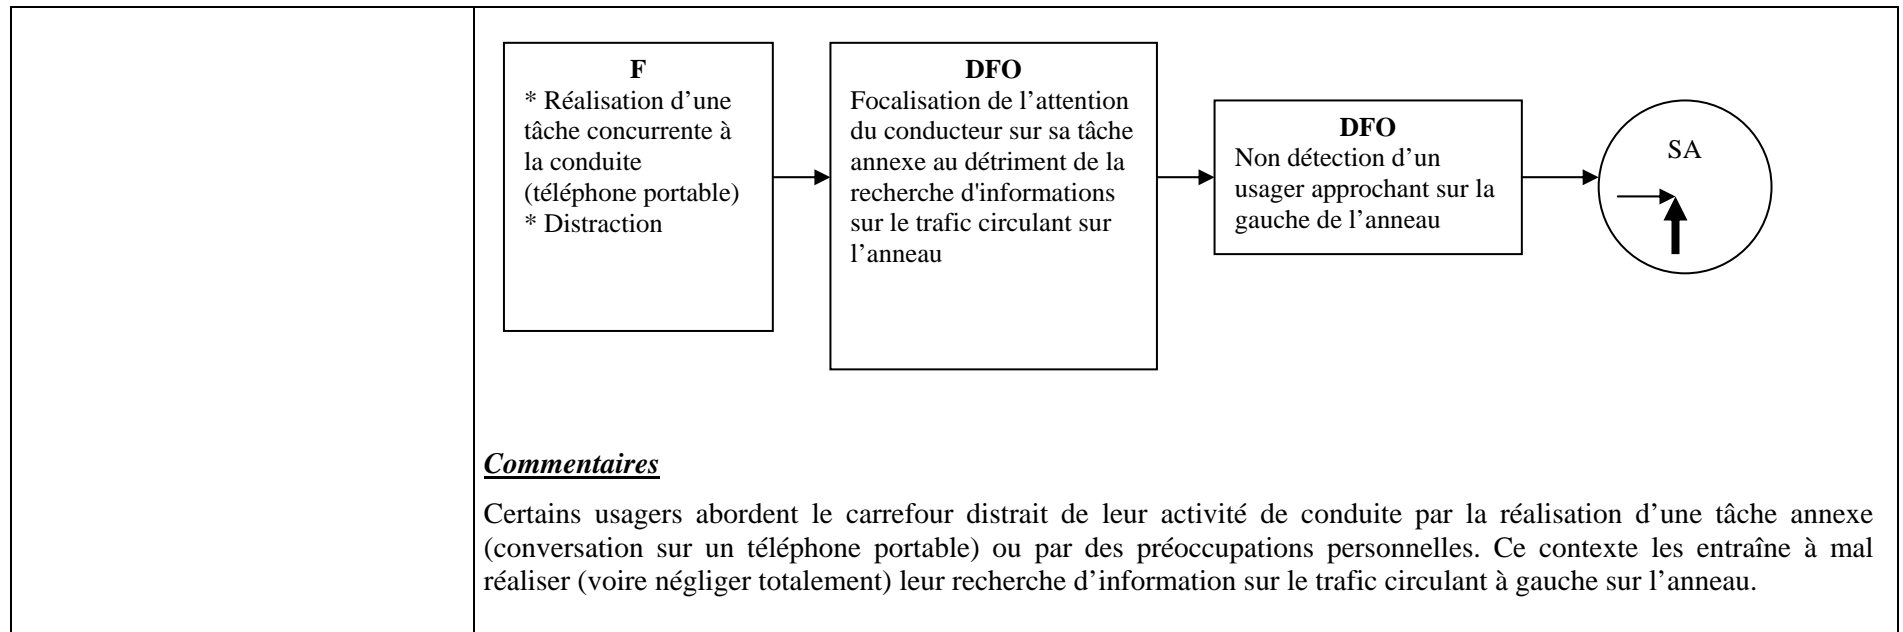 F
* Réalisation d’une
tâche concurrente à
la conduite
(téléphone portable)
* Distraction
DFO
Focalisation de l’attention
du conducteur sur sa tâche
annexe au détriment de la
recherche d'informations
sur le trafic circulant sur
l’anneau
DFO
Non détection d’un
usager approchant sur la
gauche de l’anneau
SA
Commentaires
Certains usagers abordent le carrefour distrait de leur activité de conduite par la réalisation d’une tâche annexe
(conversation sur un téléphone portable) ou par des préoccupations personnelles. Ce contexte les entraîne à mal
réaliser (voire négliger totalement) leur recherche d’information sur le trafic circulant à gauche sur l’anneau.